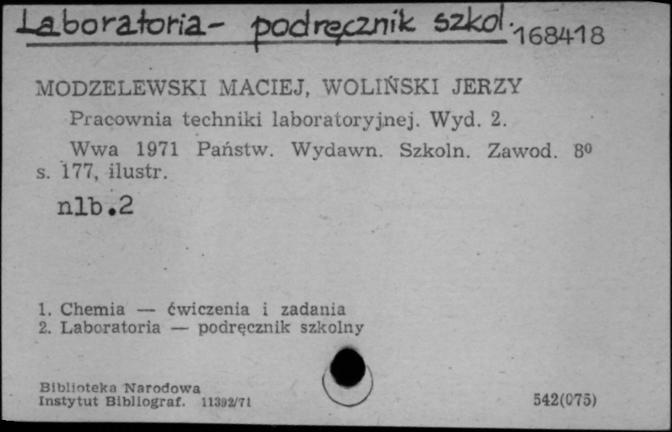 Laboratoria- podręcznik szkol. 168418
MODZELEWSKI MACIEJ, WOLIŃSKI JERZY
Pracownia techniki laboratoryjnej. Wyd. 2.
Wwa 1971 Państw. Wydawn. Szkoln. Zawod. 8⁰
s. 177, ilustr.
nlb.2
1. Chemia — ćwiczenia i zadania
2. Laboratoria — podręcznik szkolny
Biblioteka Narodowa
Instytut Bibliograf. 11392/71
542(075)